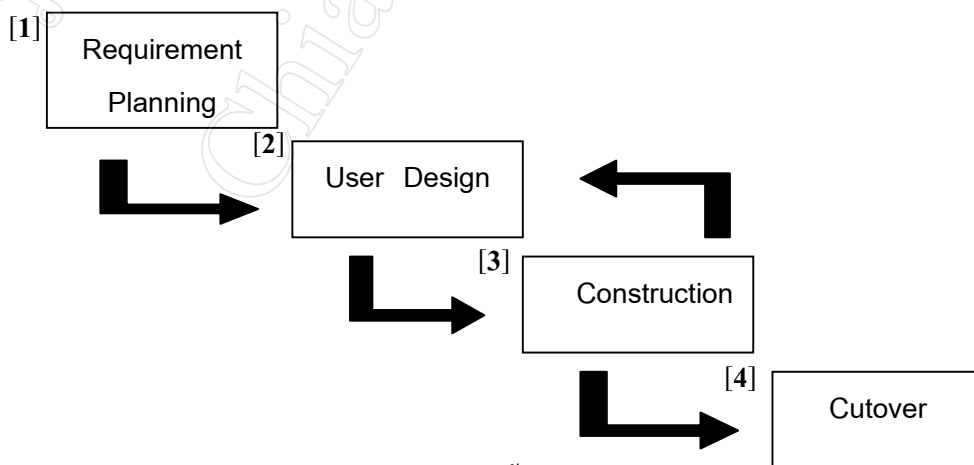 [1]
Requirement
Planning
[2]
User Design
[3]
Construction
[4]
Cutover